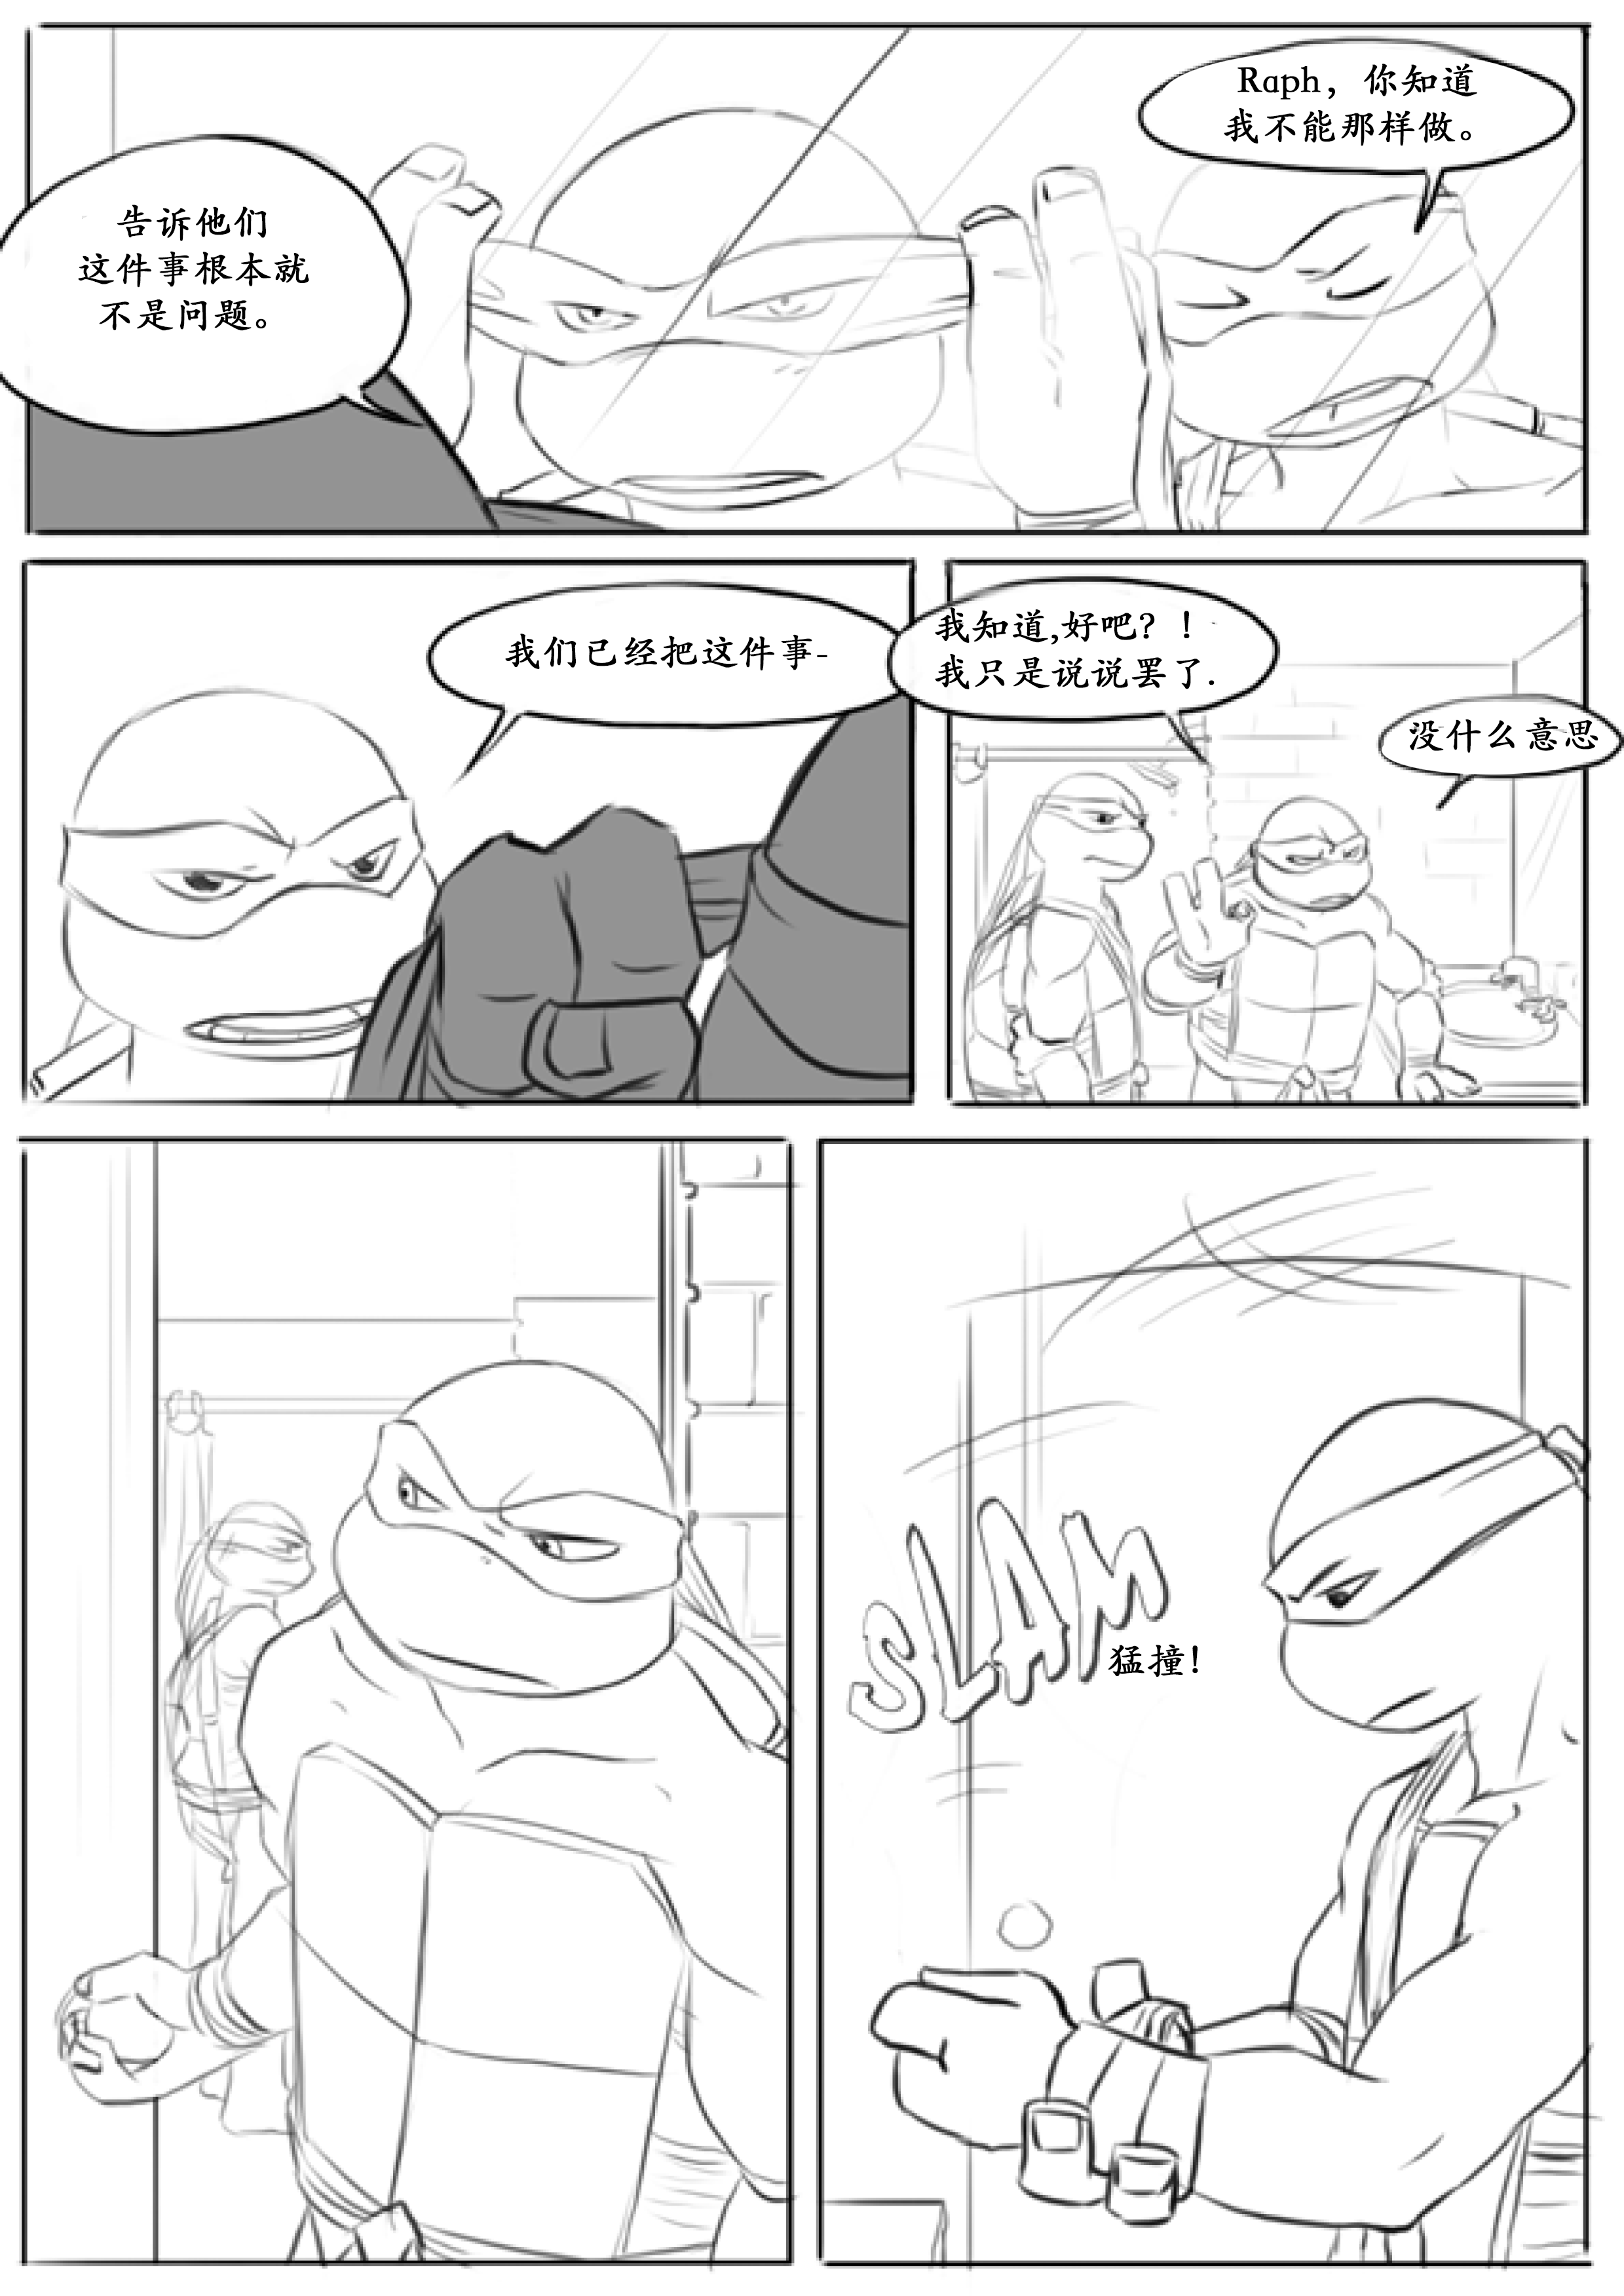 告诉他们
这件事根本就
不是问题。
Raph，你知道
我不能那样做。
我们已经把这件事-
我知道,好吧？！
我只是说说罢了.
没什么意思
SLAM
猛撞!